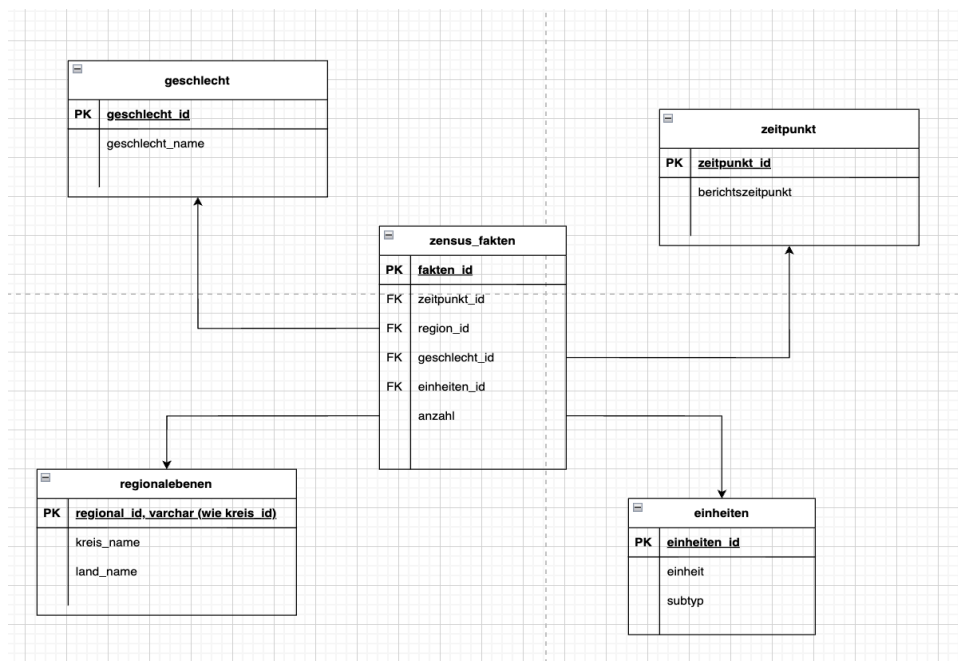 geschlecht
PK geschlecht_id
geschlecht_name
zeitpunkt
PK zeitpunkt_id
berichtszeitpunkt
zensus_fakten
PK fakten_id
FK zeitpunkt_id
FK region_id
FK geschlecht_id
FK einheiten_id
anzahl
regionalebenen
PK regional_id, varchar (wie kreis_id)
kreis_name
land_name
einheiten
PK einheiten_id
einheit
subtyp